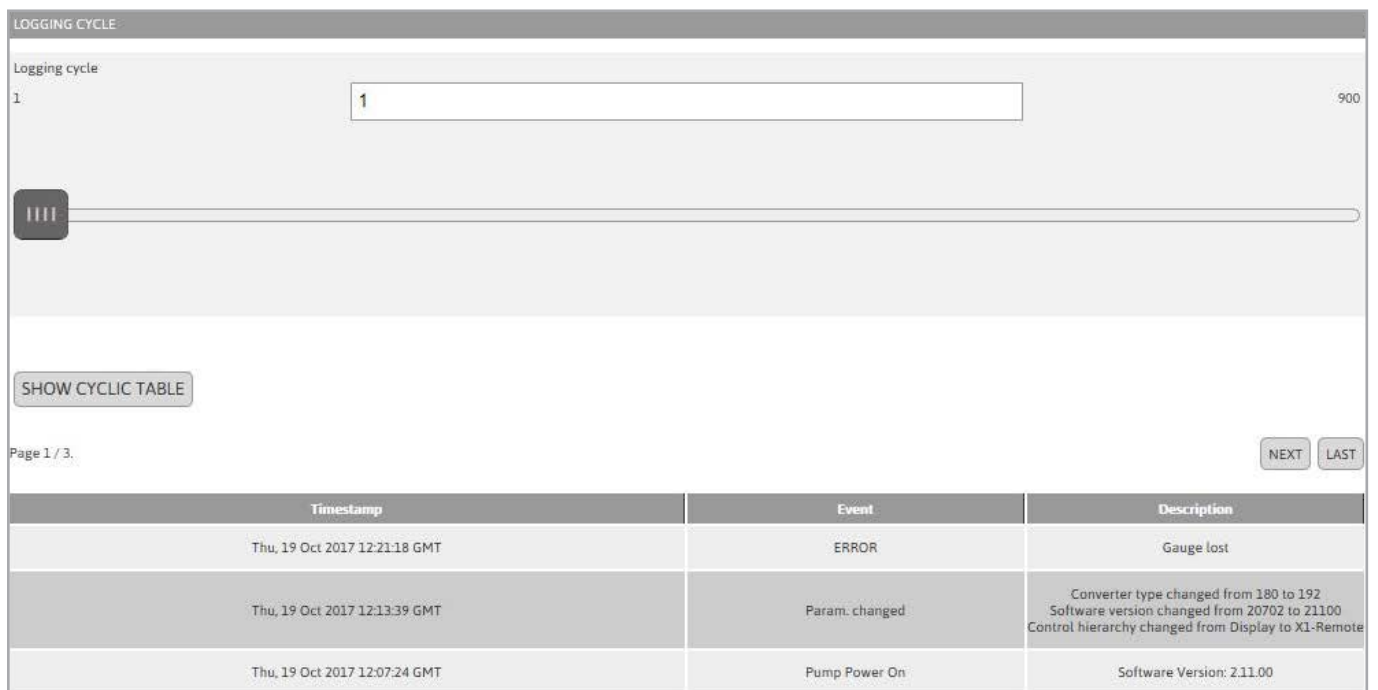 LOGGING CYCLE
Logging cycle
1
1
900
SHOW CYCLIC TABLE
Page 1 / 3.
NEXT LAST
Timestamp Event Description
Thu, 19 Oct 2017 12:21:18 GMT ERROR Gauge lost
Thu, 19 Oct 2017 12:13:39 GMT Param. changed Converter type changed from 180 to 192
Software version changed from 20702 to 21100
Control hierarchy changed from Display to X1-Remote
Thu, 19 Oct 2017 12:07:24 GMT Pump Power On Software Version: 2.11.00